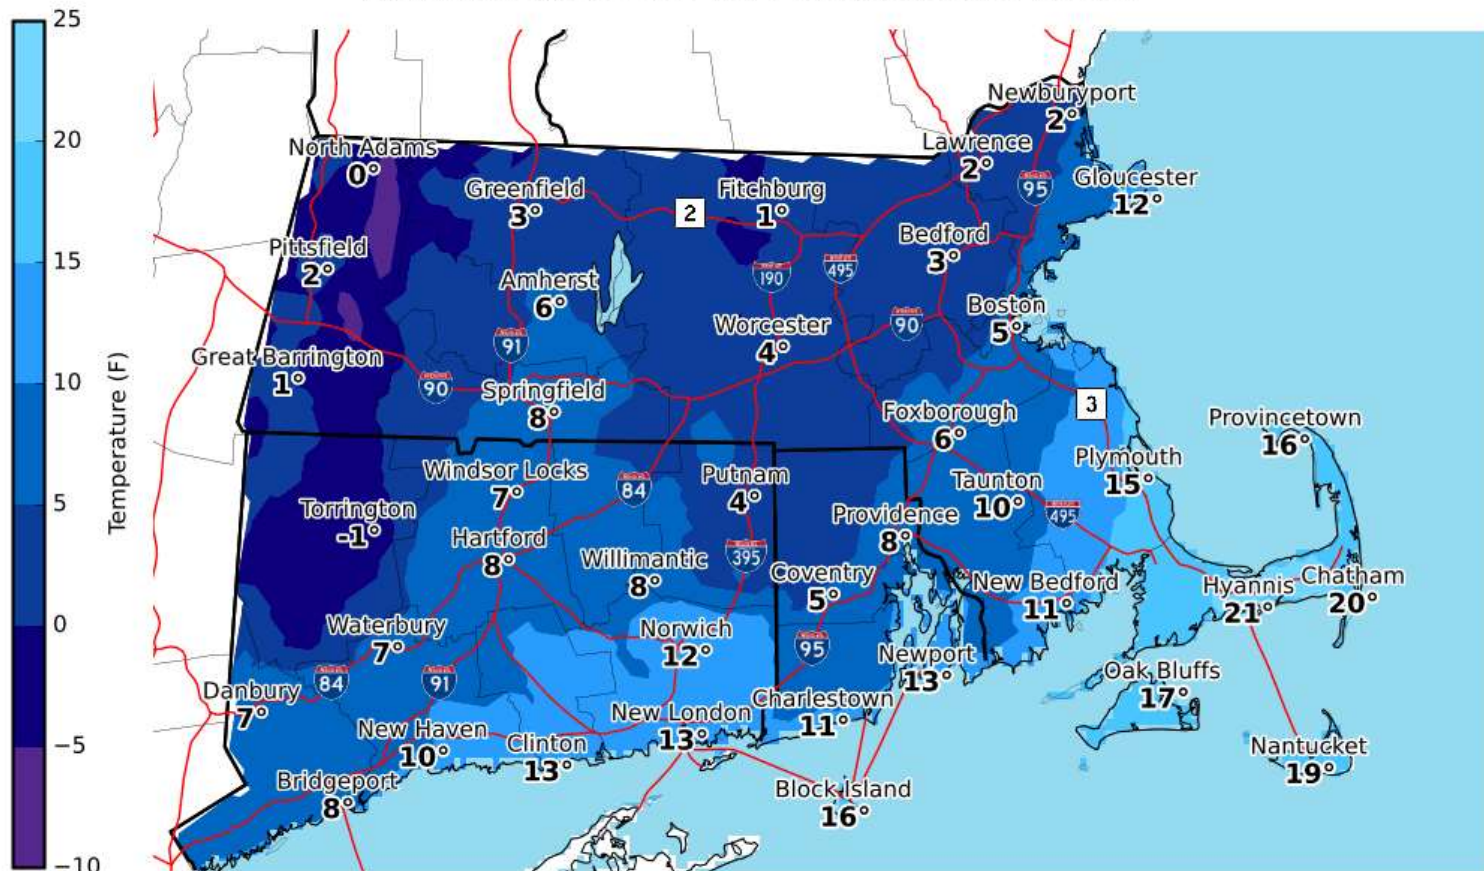 25
20
15
10
5
0
−5
−10
Temperature (F)
Newburyport
2°
North Adams
0°
Lawrence
2°
Greenfield
3°
Fitchburg
1°
95
Gloucester
12°
2
Pittsfield
2°
Bedford
3°
190
495
Amherst
6°
Boston
5°
Worcester
4°
90
91
Great Barrington
1°
90
Springfield
8°
3
Foxborough
6°
Provincetown
16°
Windsor Locks
7°
84
Putnam
4°
Taunton
10°
Plymouth
15°
Torrington
-1°
Providence
8°
495
Hartford
8°
395
Willimantic
8°
Coventry
5°
New Bedford
11°
Hyannis
21°
Chatham
20°
Waterbury
7°
Norwich
12°
95
Newport
13°
Oak Bluffs
17°
84
91
Danbury
7°
Charlestown
11°
New London
13°
New Haven
10°
Clinton
13°
Nantucket
19°
Bridgeport
8°
Block Island
16°